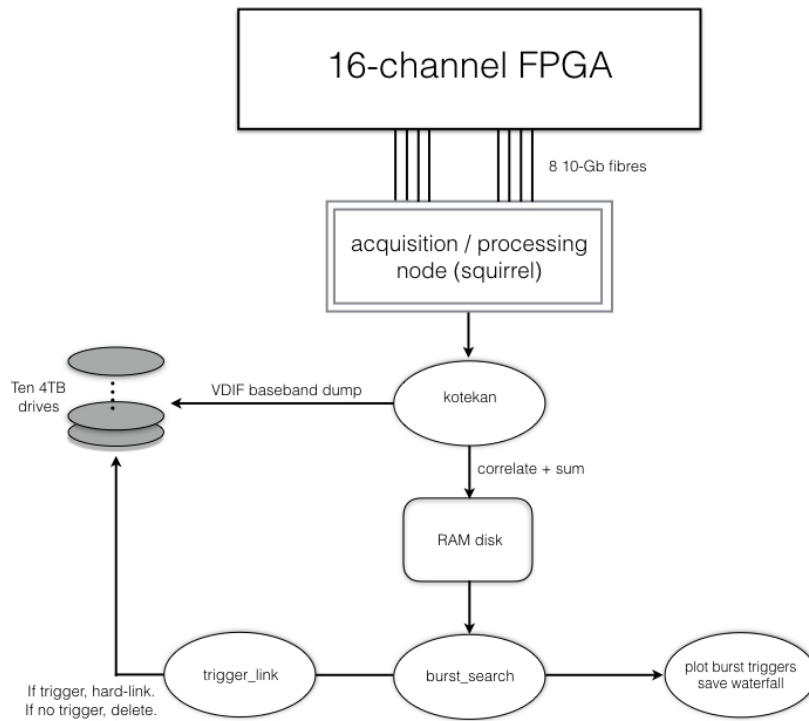 16-channel FPGA
8 10-Gb fibres
acquisition / processing
node (squirrel)
kotekan
VDIF baseband dump
Ten 4TB
drives
correlate + sum
RAM disk
trigger_link
burst_search
plot burst triggers
save waterfall
If trigger, hard-link.
If no trigger, delete.